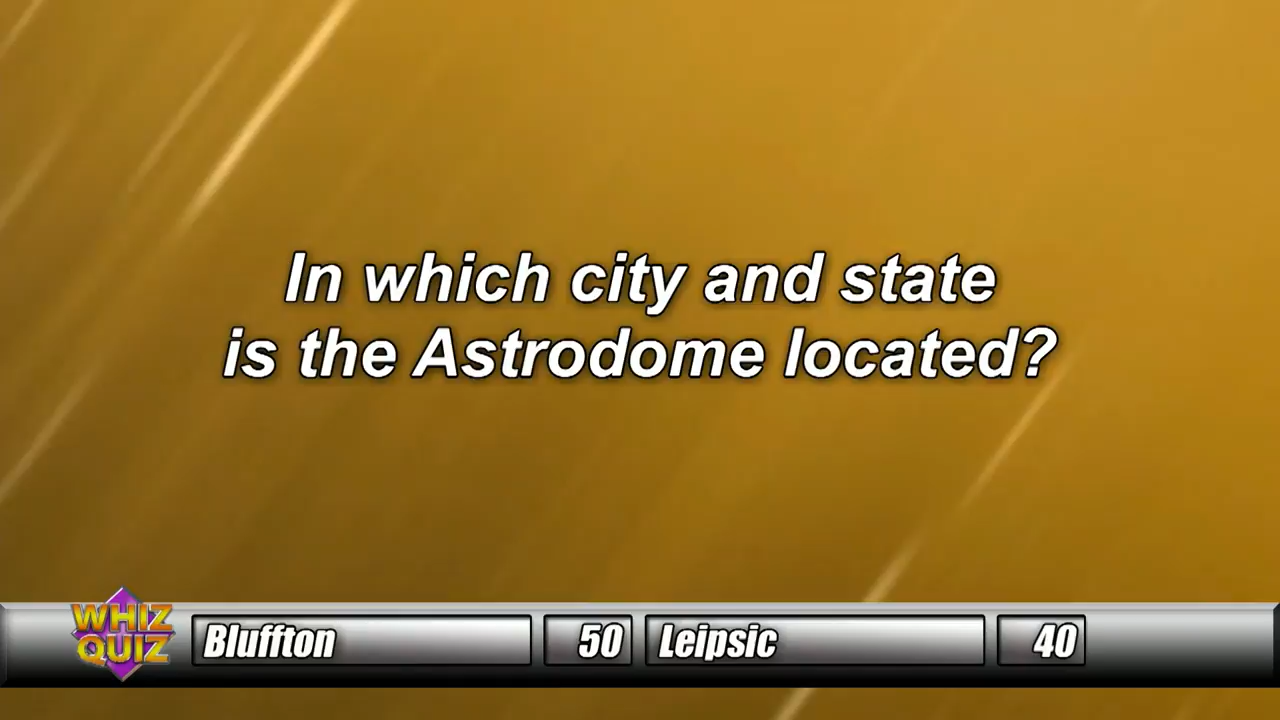 In which city and state
is the Astrodome located?
WHIZ
QUIZ
Bluffton 50 Leipsic 40